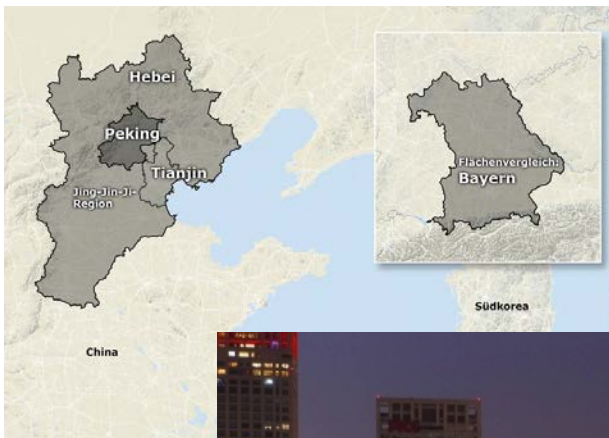 Hebei
Peking
Tianjin
Jing-Jin-Ji-
Region
Flächenvergleich:
Bayern
Südkorea
China